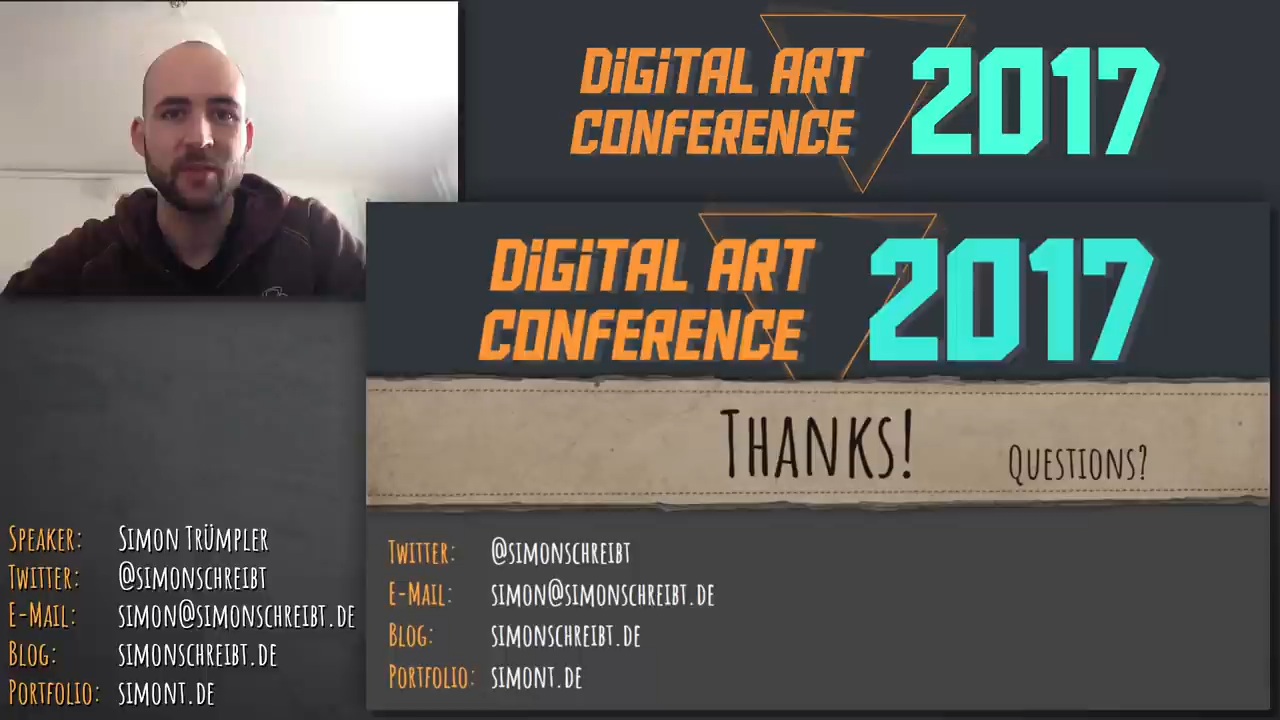 DiGiTAL ART
CONFERENCE
2017
DiGiTAL ART
CONFERENCE
2017
THANKS!
QUESTIONS?
TWITTER: @SIMONSCHREIBT
E-MAIL: SIMON@SIMONSCHREIBT.DE
BLOG: SIMONSCHREIBT.DE
PORTFOLIO: SIMONT.DE
SPEAKER: SIMON TRÜMPLER
TWITTER: @SIMONSCHREIBT
E-MAIL: SIMON@SIMONSCHREIBT.DE
BLOG: SIMONSCHREIBT.DE
PORTFOLIO: SIMONT.DE